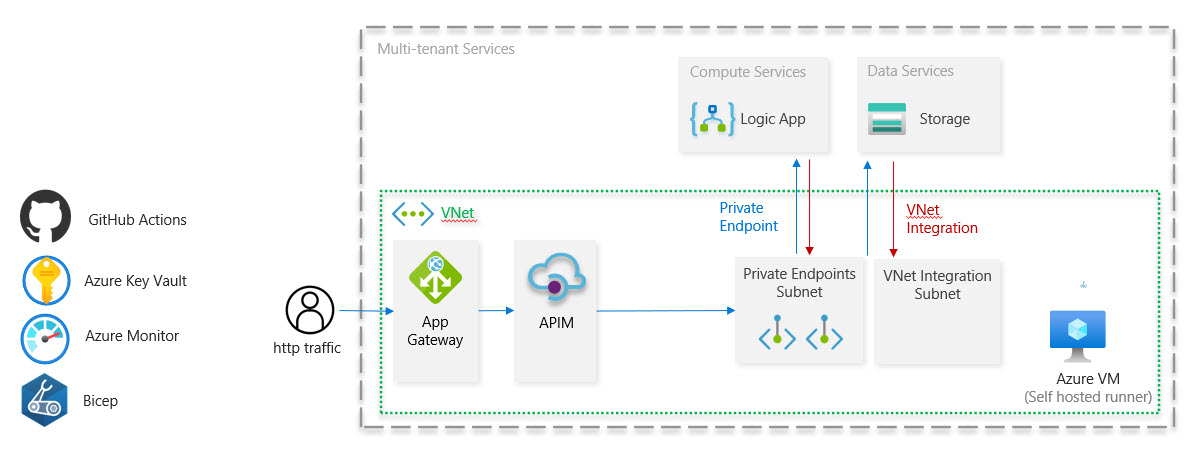 Multi-tenant Services
Compute Services
Logic App
Data Services
Storage
GitHub Actions
Azure Key Vault
Azure Monitor
Bicep
http traffic
VNet
App
Gateway
APIM
Private
Endpoint
VNet
Integration
Private Endpoints
Subnet
VNet Integration
Subnet
Azure VM
(Self hosted runner)